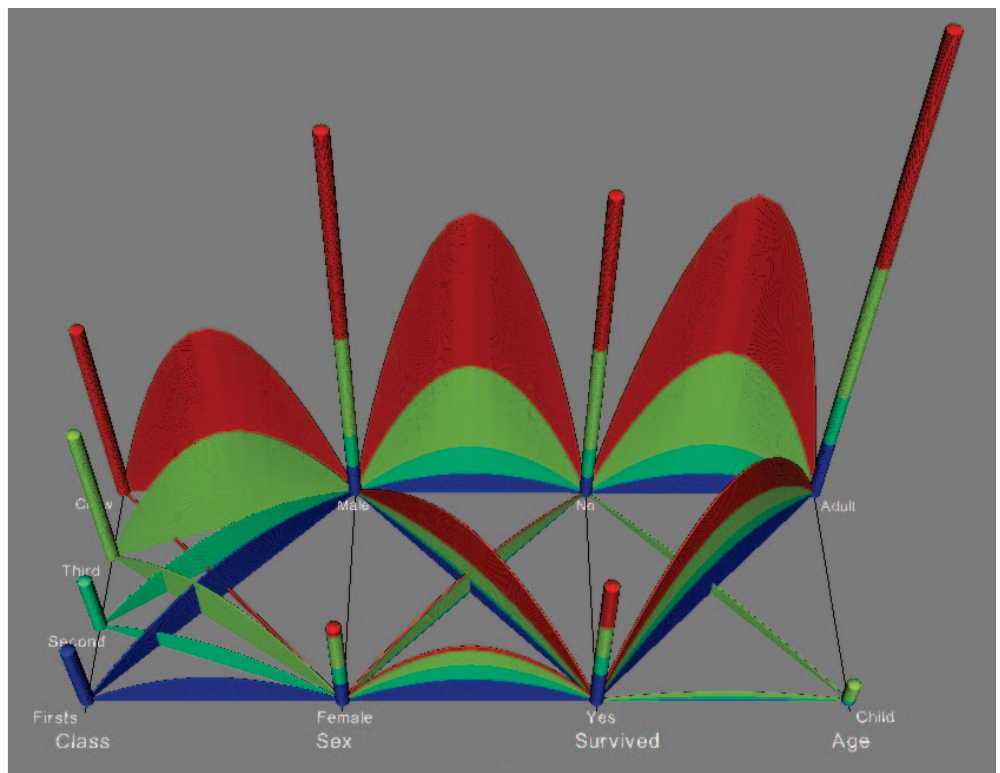 Crew
Male
No
Adult
Third
Second
Firsts
Female
Yes
Child
Class
Sex
Survived
Age